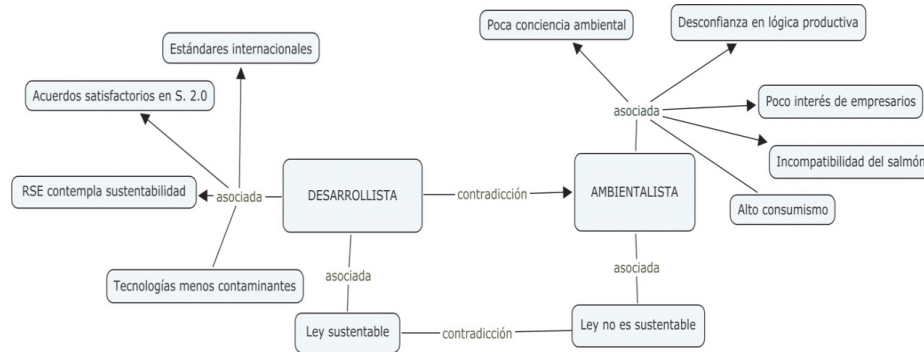 Poca conciencia ambiental
Desconfianza en lógica productiva
Estándares internacionales
Acuerdos satisfactorios en S. 2.0
Poco interés de empresarios
asociada
Incompatibilidad del salmón
RSE contempla sustentabilidad
asociada
DESARROLLISTA
contradicción
AMBIENTALISTA
Alto consumismo
asociada
asociada
Tecnologías menos contaminantes
Ley sustentable
contradicción
Ley no es sustentable